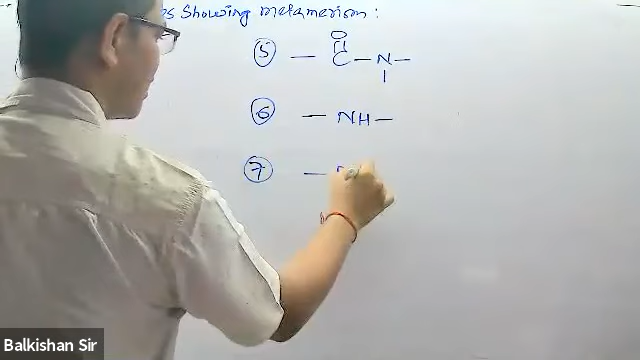 Showing metamerism :
O
||
⑤ — C — N —
|
⑥ — NH —
⑦ —
Balkishan Sir